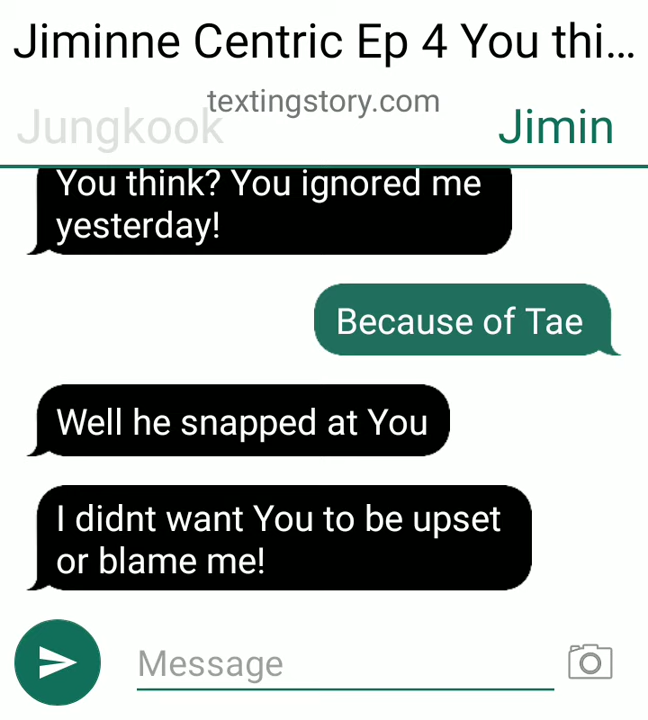 Jiminne Centric Ep 4 You thi...
textingstory.com
Jungkook
Jimin
You think? You ignored me
yesterday!
Because of Tae
Well he snapped at You
I didnt want You to be upset
or blame me!
Message